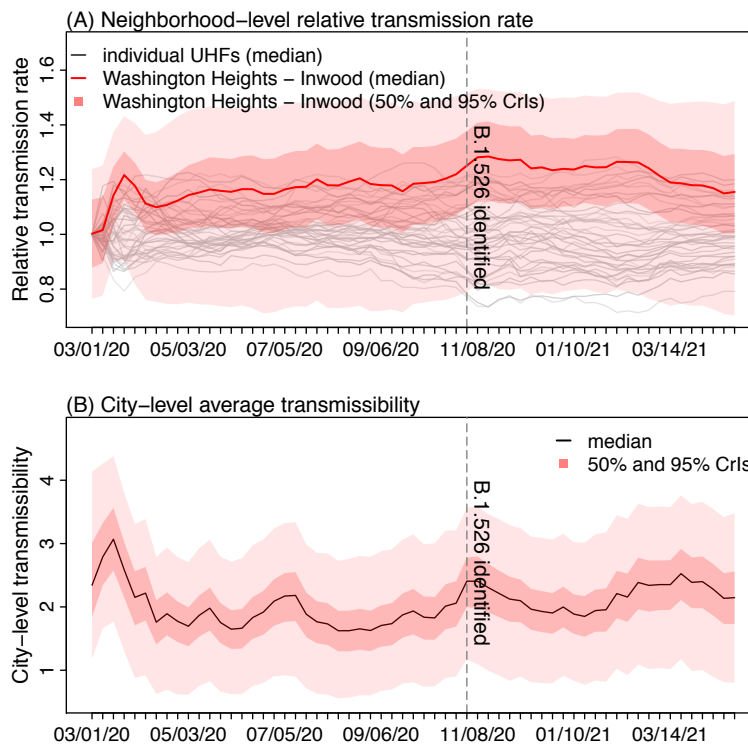 (A) Neighborhood−level relative transmission rate
individual UHFs (median)
Washington Heights − Inwood (median)
Washington Heights − Inwood (50% and 95% CrIs)
Relative transmission rate
0.8
1.0
1.2
1.4
1.6
B.1.526 identified
03/01/20 05/03/20 07/05/20 09/06/20 11/08/20 01/10/21 03/14/21
(B) City−level average transmissibility
median
50% and 95% CrIs
City−level transmissibility
1
2
3
4
B.1.526 identified
03/01/20 05/03/20 07/05/20 09/06/20 11/08/20 01/10/21 03/14/21